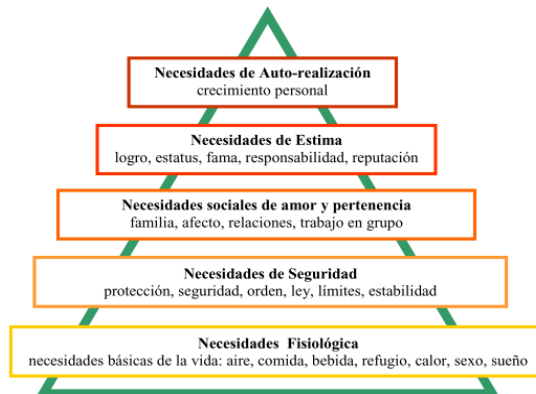 Necesidades de Auto-realización
crecimiento personal
Necesidades de Estima
logro, estatus, fama, responsabilidad, reputación
Necesidades sociales de amor y pertenencia
familia, afecto, relaciones, trabajo en grupo
Necesidades de Seguridad
protección, seguridad, orden, ley, límites, estabilidad
Necesidades Fisiológica
necesidades básicas de la vida: aire, comida, bebida, refugio, calor, sexo, sueño